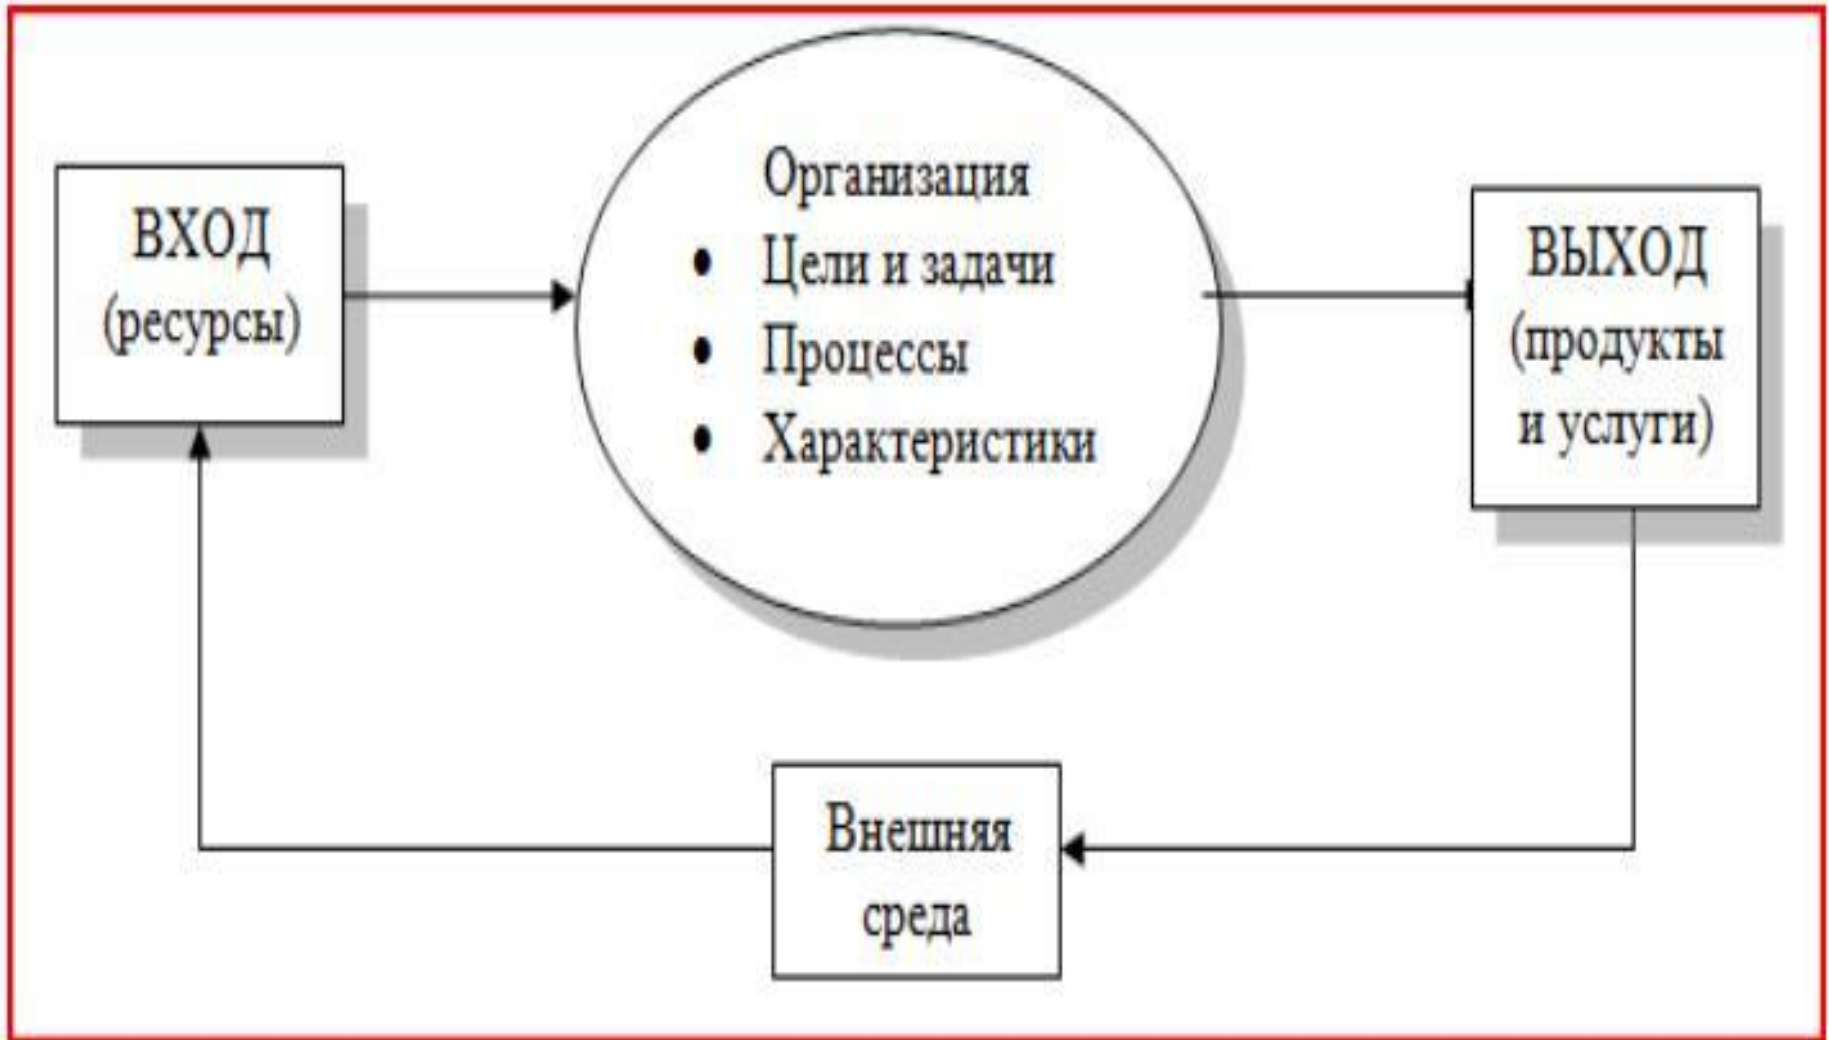 ВХОД
(ресурсы)
Организация
• Цели и задачи
• Процессы
• Характеристики
ВЫХОД
(продукты
и услуги)
Внешняя
среда